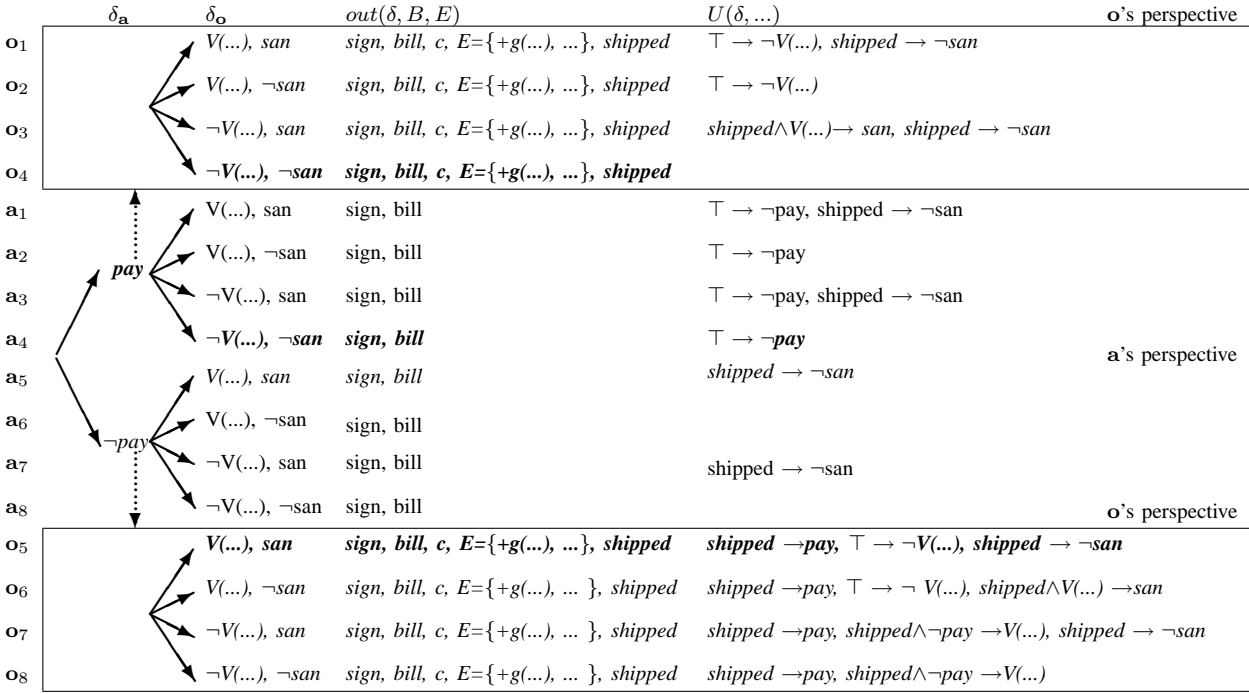 δₐ δₒ out(δ, B, E) U(δ, ...) o's perspective
o₁ V(...), san sign, bill, c, E={+g(...), ...}, shipped ⊤ → ¬V(...), shipped → ¬san
o₂ V(...), ¬san sign, bill, c, E={+g(...), ...}, shipped ⊤ → ¬V(...)
o₃ ¬V(...), san sign, bill, c, E={+g(...), ...}, shipped shipped∧V(...)→ san, shipped → ¬san
o₄ ¬V(...), ¬san sign, bill, c, E={+g(...), ...}, shipped
a₁ V(...), san sign, bill ⊤ → ¬pay, shipped → ¬san
a₂ V(...), ¬san sign, bill ⊤ → ¬pay
pay
a₃ ¬V(...), san sign, bill ⊤ → ¬pay, shipped → ¬san
a₄ ¬V(...), ¬san sign, bill ⊤ → ¬pay
a's perspective
a₅ V(...), san sign, bill shipped → ¬san
a₆ V(...), ¬san sign, bill
¬pay
a₇ ¬V(...), san sign, bill shipped → ¬san
a₈ ¬V(...), ¬san sign, bill o's perspective
o₅ V(...), san sign, bill, c, E={+g(...), ...}, shipped shipped →pay, ⊤ → ¬V(...), shipped → ¬san
o₆ V(...), ¬san sign, bill, c, E={+g(...), ... }, shipped shipped →pay, ⊤ → ¬ V(...), shipped∧V(...) →san
o₇ ¬V(...), san sign, bill, c, E={+g(...), ... }, shipped shipped →pay, shipped∧¬pay →V(...), shipped → ¬san
o₈ ¬V(...), ¬san sign, bill, c, E={+g(...), ... }, shipped shipped →pay, shipped∧¬pay →V(...)